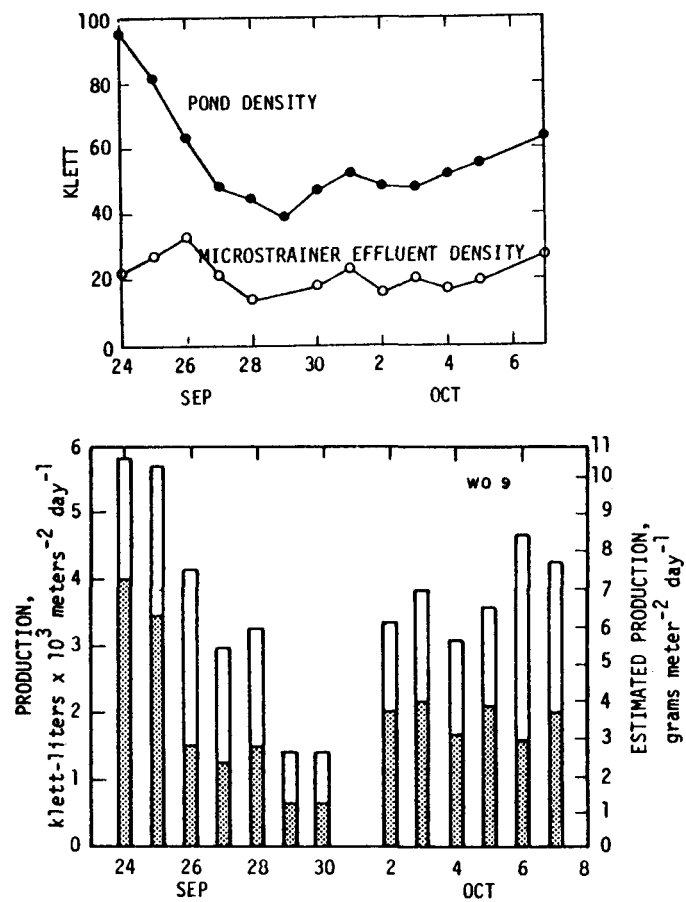 100
80
60
40
20
0
KLETT
POND DENSITY
MICROSTRAINER EFFLUENT DENSITY
24 26 28 30 2 4 6
SEP OCT
6
5
4
3
2
1
0
PRODUCTION,
klett-liters x 10³ meters⁻² day⁻¹
WO 9
11
10
9
8
7
6
5
4
3
2
1
0
ESTIMATED PRODUCTION,
grams meter⁻² day⁻¹
24 26 28 30 2 4 6 8
SEP OCT